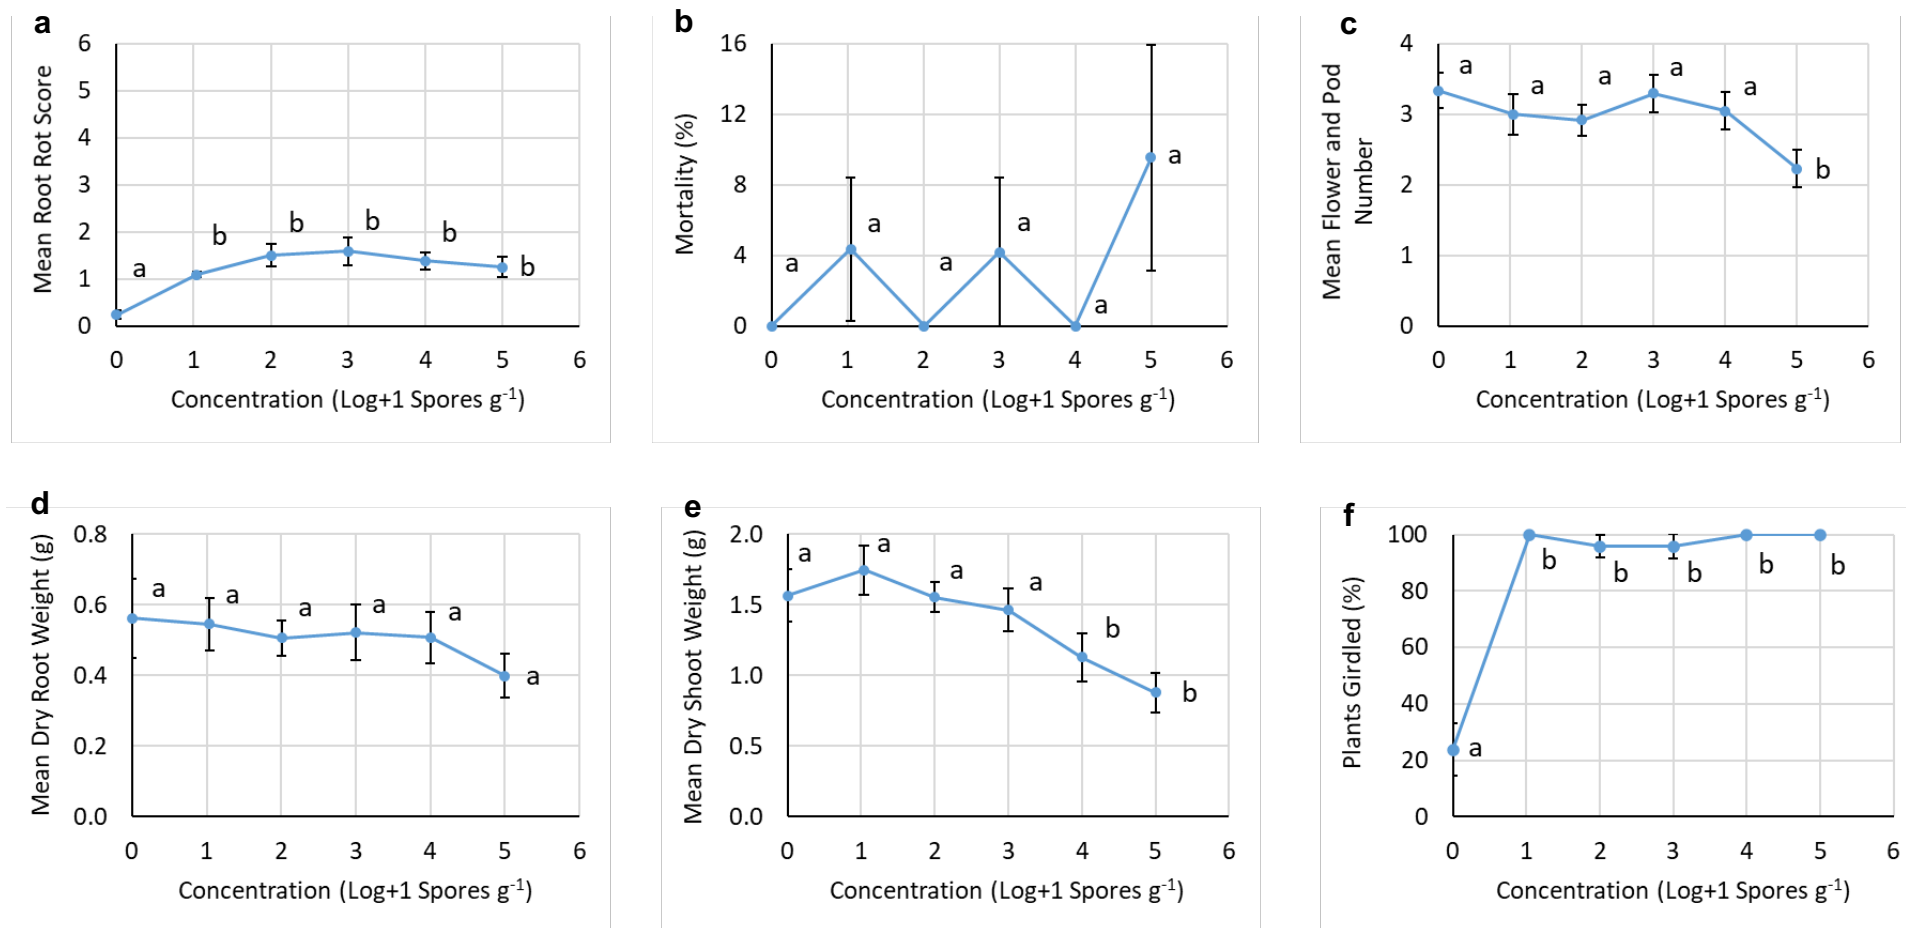 a
Mean Root Rot Score
6
5
4
3
2
1
0
a
b
b
b
b
b
0 1 2 3 4 5 6
Concentration (Log+1 Spores g-1)
b
Mortality (%)
16
12
8
4
0
a
a
a
a
a
a
0 1 2 3 4 5 6
Concentration (Log+1 Spores g-1)
c
Mean Flower and Pod
Number
4
3
2
1
0
a
a
a
a
a
b
0 1 2 3 4 5 6
Concentration (Log+1 Spores g-1)
d
Mean Dry Root Weight (g)
0.8
0.6
0.4
0.2
0.0
a
a
a
a
a
a
0 1 2 3 4 5 6
Concentration (Log+1 Spores g-1)
e
Mean Dry Shoot Weight (g)
2.0
1.5
1.0
0.5
0.0
a
a
a
a
b
b
0 1 2 3 4 5 6
Concentration (Log+1 Spores g-1)
f
Plants Girdled (%)
100
80
60
40
20
0
a
b
b
b
b
b
0 1 2 3 4 5 6
Concentration (Log+1 Spores g-1)